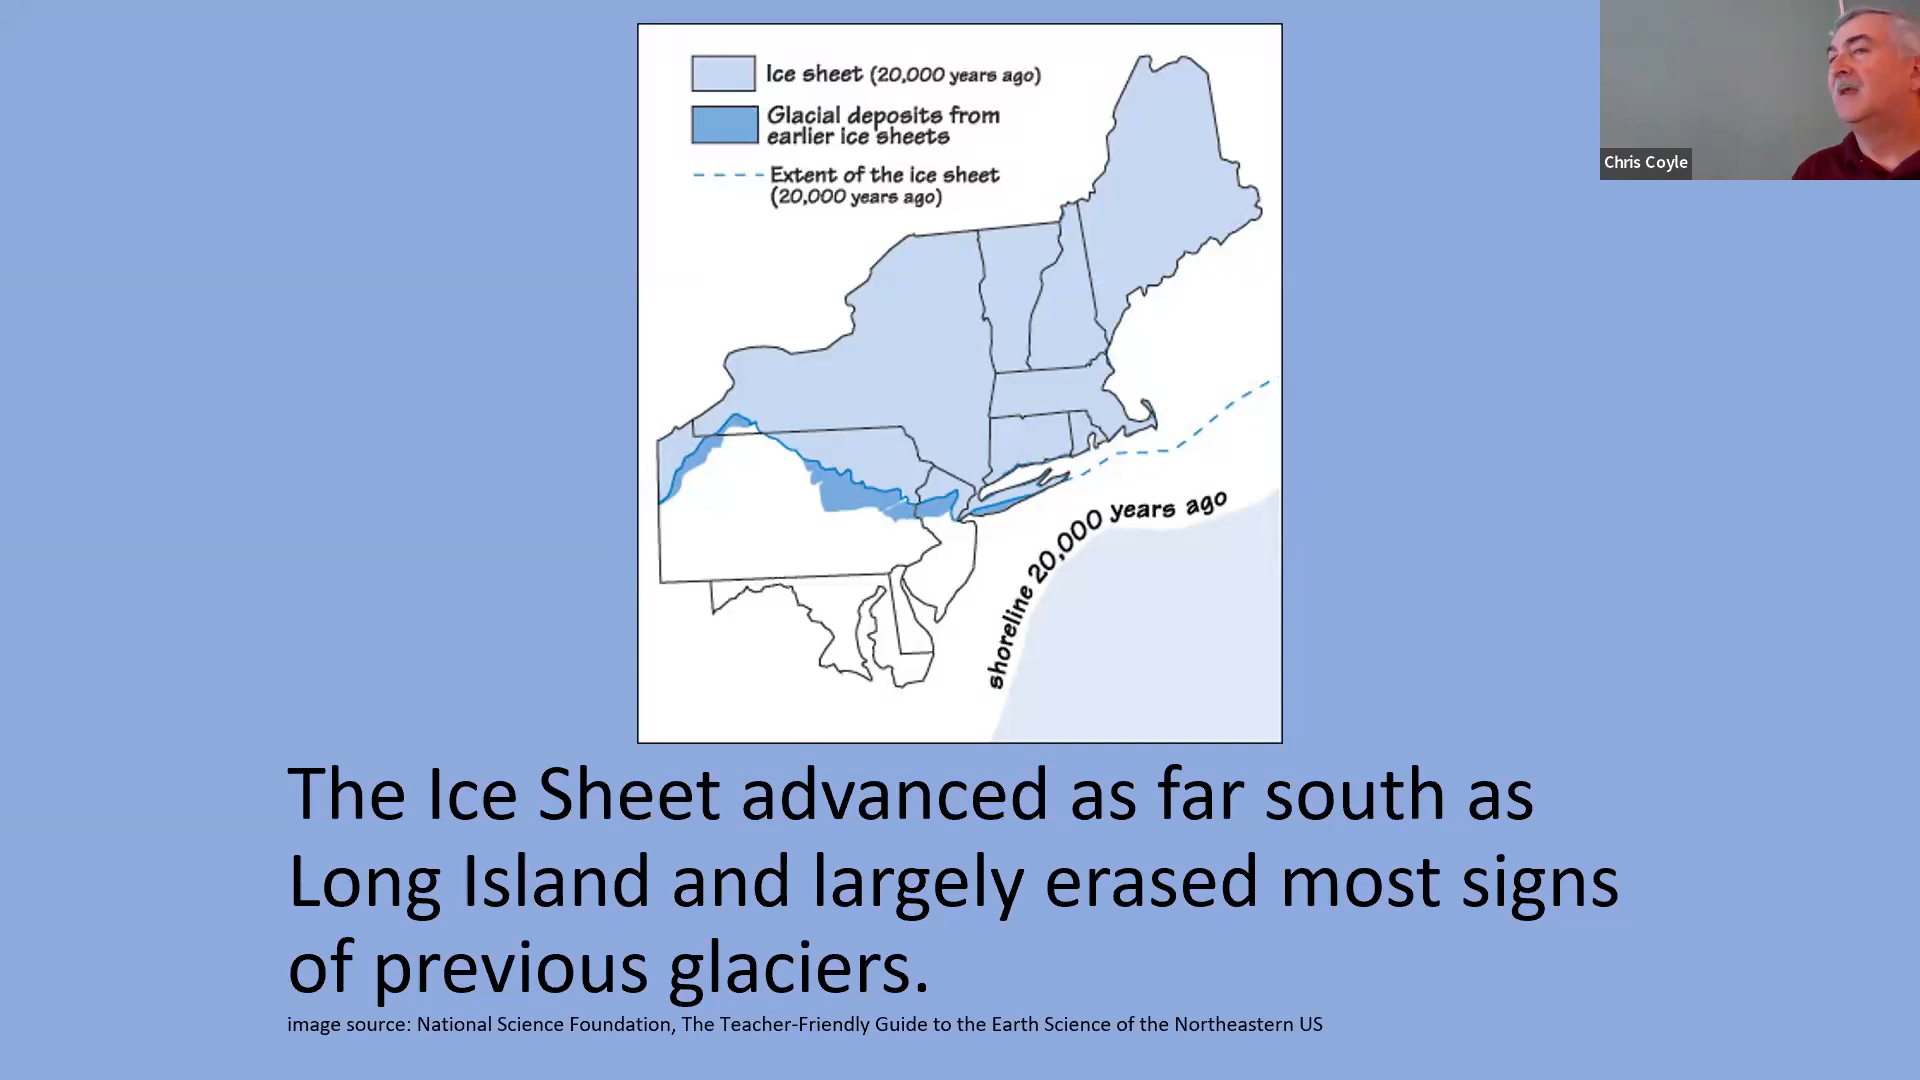 Ice sheet (20,000 years ago)
Glacial deposits from
earlier ice sheets
Extent of the ice sheet
(20,000 years ago)
shoreline 20,000 years ago
Chris Coyle
The Ice Sheet advanced as far south as
Long Island and largely erased most signs
of previous glaciers.
image source: National Science Foundation, The Teacher-Friendly Guide to the Earth Science of the Northeastern US